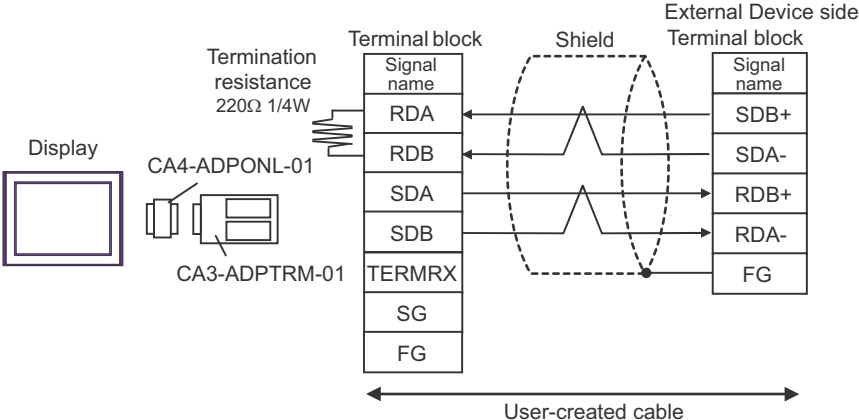 External Device side
Terminal block
Shield
Terminal block
Termination
resistance
220Ω 1/4W
Signal
name
RDA
RDB
SDA
SDB
TERMRX
SG
FG
Signal
name
SDB+
SDA-
RDB+
RDA-
FG
Display
CA4-ADPONL-01
CA3-ADPTRM-01
User-created cable